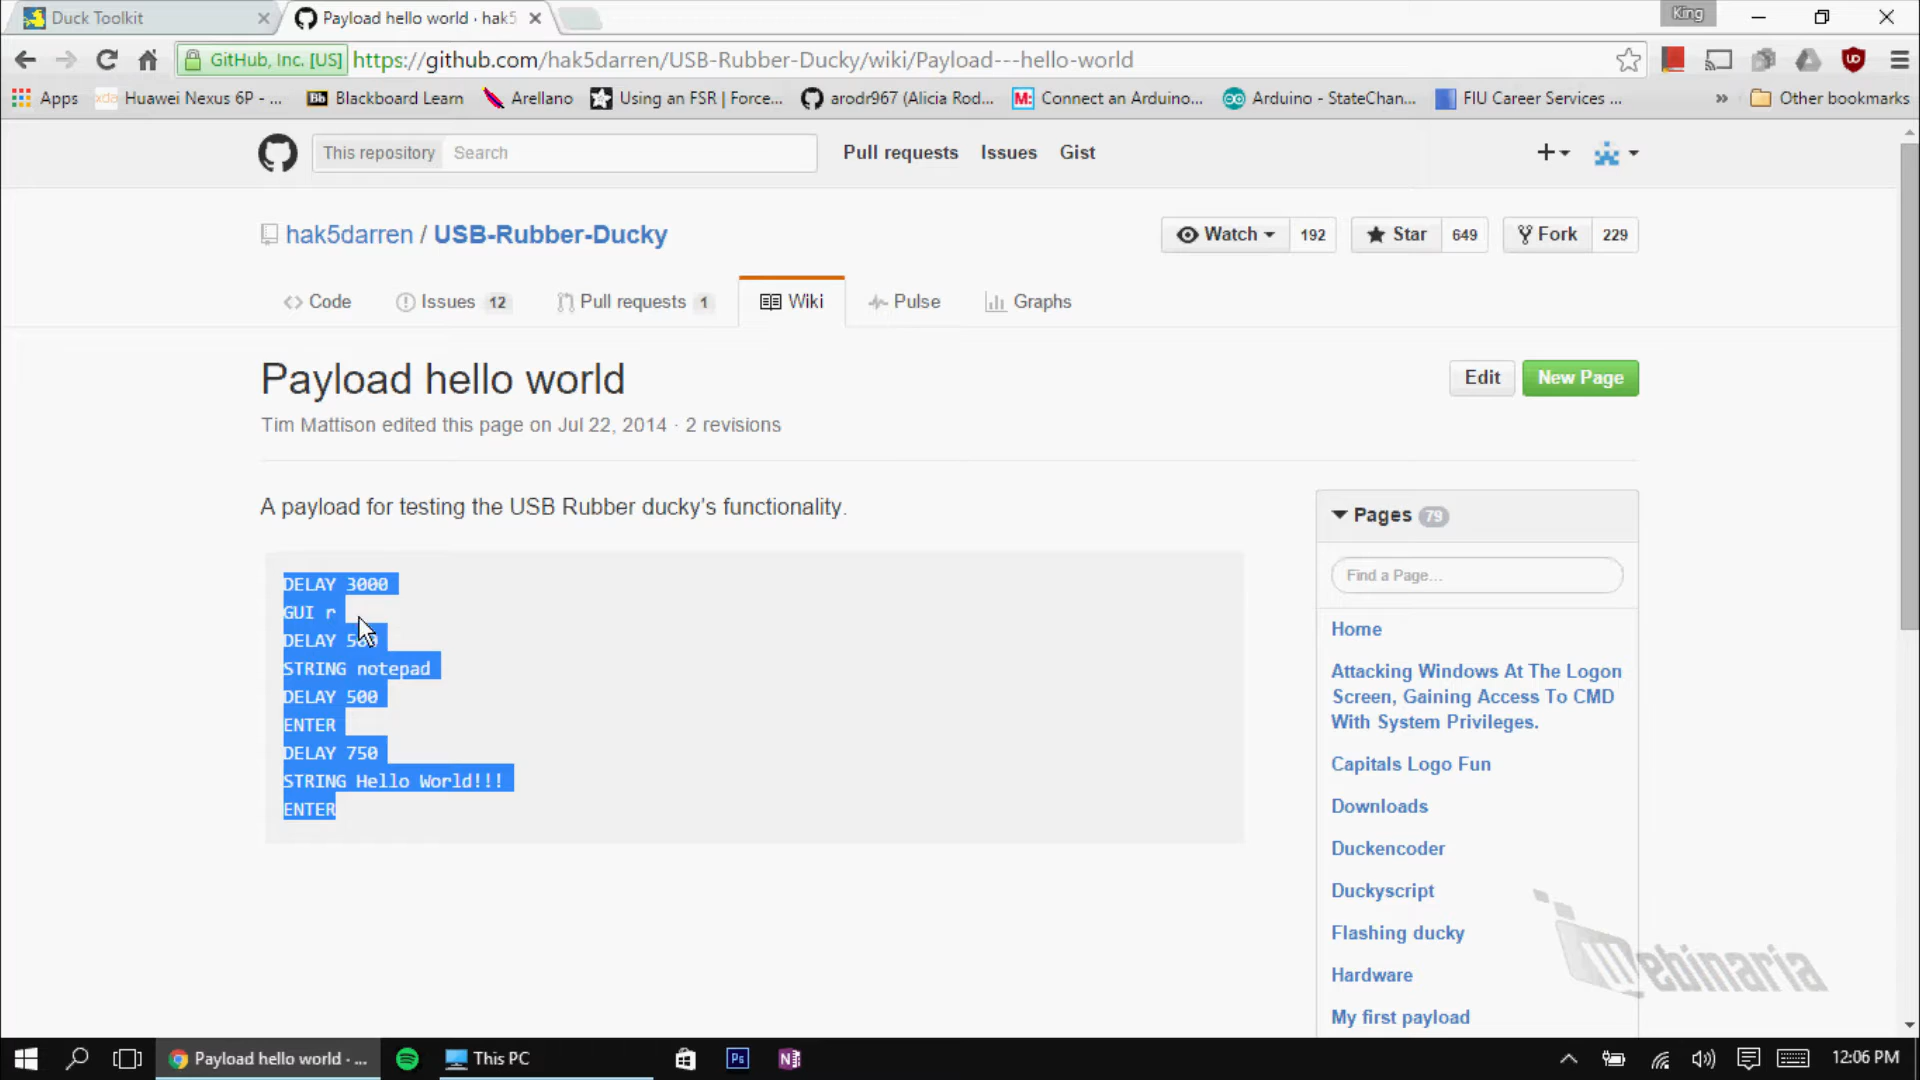 Duck Toolkit
Payload hello world · hak5
King
GitHub, Inc. [US] https://github.com/hak5darren/USB-Rubber-Ducky/wiki/Payload---hello-world
Apps xda Huawei Nexus 6P - ... Bb Blackboard Learn Arellano Using an FSR | Force... arodr967 (Alicia Rod... M: Connect an Arduino... Arduino - StateChan... FIU Career Services ... » Other bookmarks
This repository Search Pull requests Issues Gist
hak5darren / USB-Rubber-Ducky Watch 192 Star 649 Fork 229
Code Issues 12 Pull requests 1 Wiki Pulse Graphs
Payload hello world Edit New Page
Tim Mattison edited this page on Jul 22, 2014 · 2 revisions
A payload for testing the USB Rubber ducky's functionality.
DELAY 3000
GUI r
DELAY 500
STRING notepad
DELAY 500
ENTER
DELAY 750
STRING Hello World!!!
ENTER
Pages 79
Find a Page...
Home
Attacking Windows At The Logon
Screen, Gaining Access To CMD
With System Privileges.
Capitals Logo Fun
Downloads
Duckencoder
Duckyscript
Flashing ducky
Hardware
My first payload
Webinaria
Payload hello world · ... This PC Ps N 12:06 PM